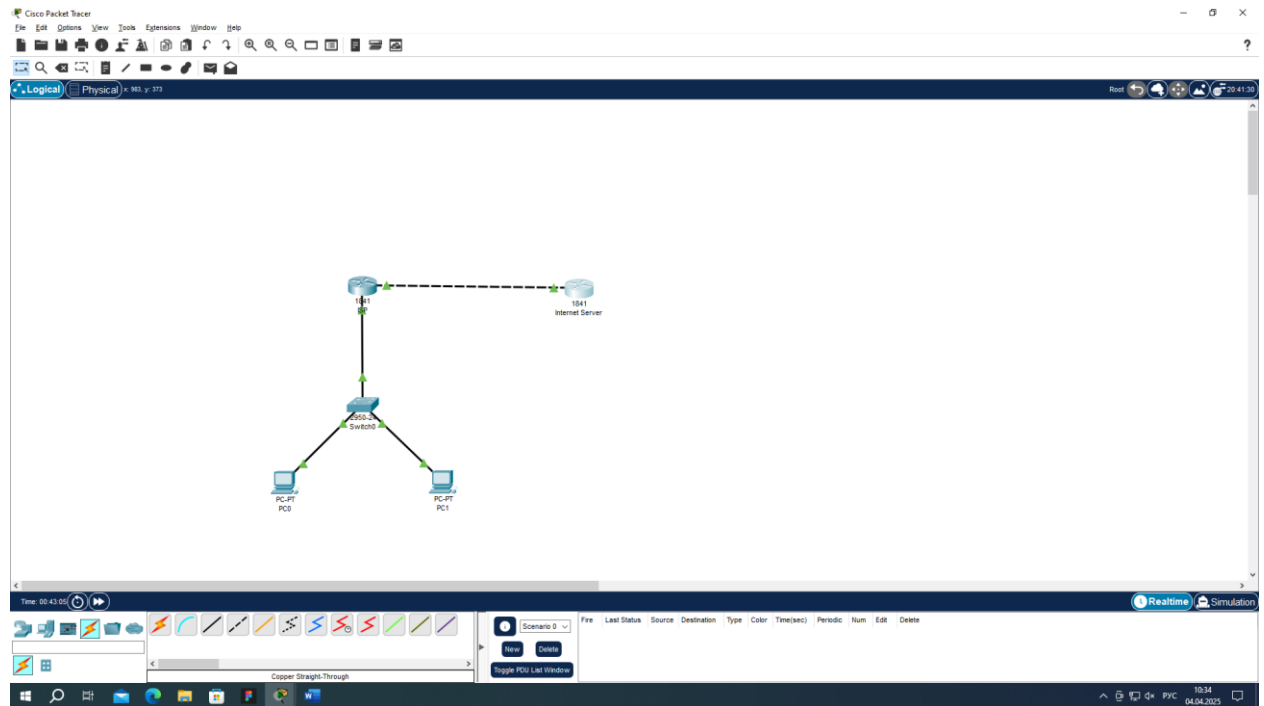 Cisco Packet Tracer
File Edit Options View Tools Extensions Window Help
?
Logical Physical x: 983, y: 373 Root 20:41:30
1841
1841
Internet Server
2950-24
Switch0
PC-PT
PC0
PC-PT
PC1
Time: 00:43:05 Realtime Simulation
Scenario 0
Fire Last Status Source Destination Type Color Time(sec) Periodic Num Edit Delete
New Delete
Toggle PDU List Window
Copper Straight-Through
РУС 10:34
04.04.2025